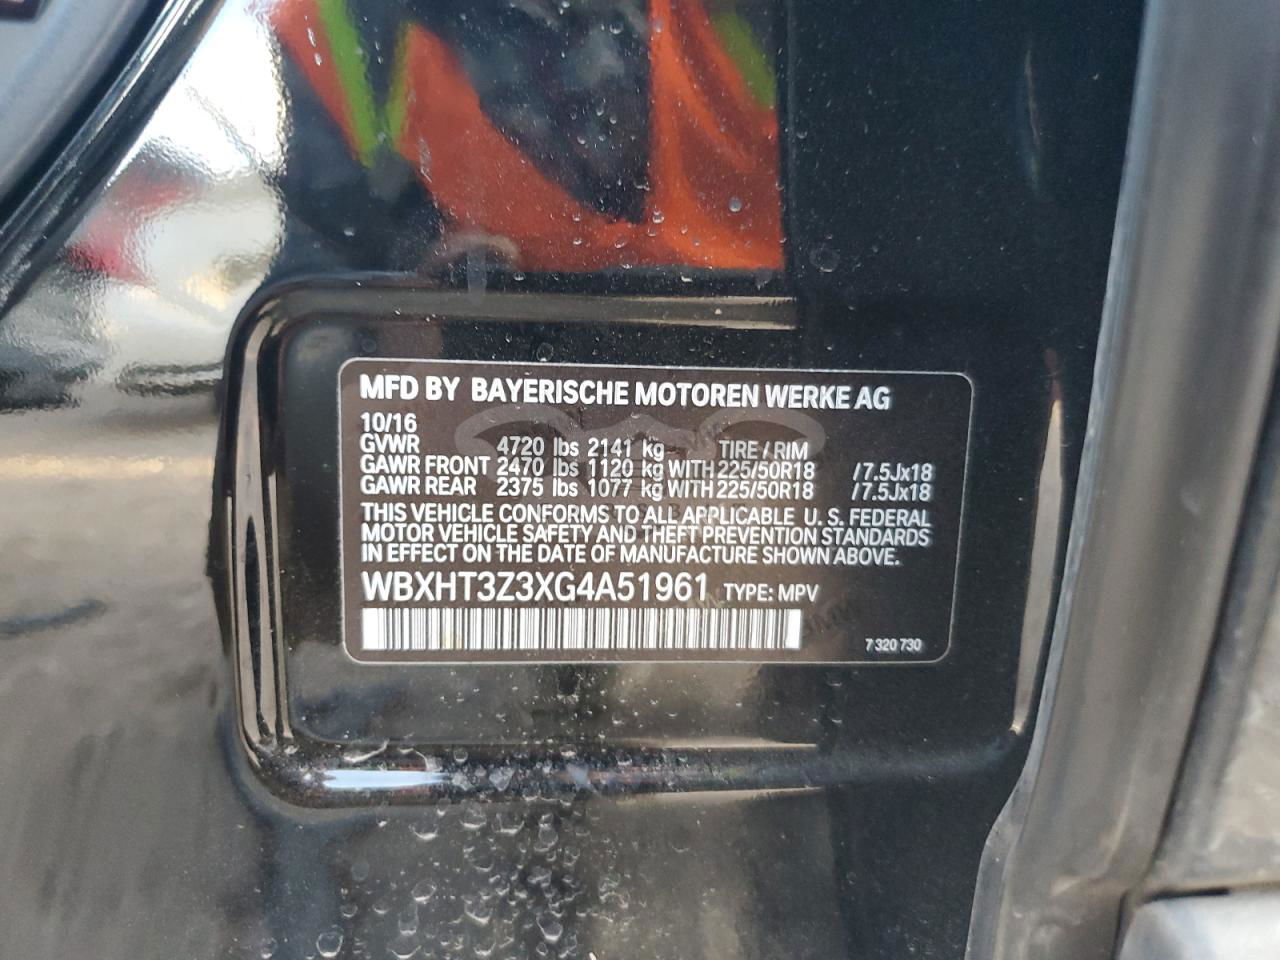 MFD BY BAYERISCHE MOTOREN WERKE AG
10/16
GVWR 4720 lbs 2141 kg TIRE / RIM
GAWR FRONT 2470 lbs 1120 kg WITH 225/50R18 /7.5Jx18
GAWR REAR 2375 lbs 1077 kg WITH 225/50R18 /7.5Jx18
THIS VEHICLE CONFORMS TO ALL APPLICABLE U. S. FEDERAL
MOTOR VEHICLE SAFETY AND THEFT PREVENTION STANDARDS
IN EFFECT ON THE DATE OF MANUFACTURE SHOWN ABOVE.
WBXHT3Z3XG4A51961 TYPE: MPV
7 320 730